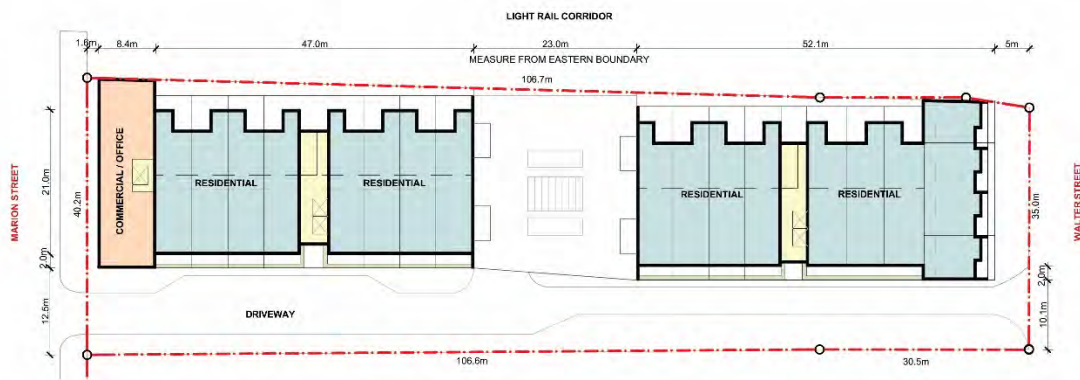 LIGHT RAIL CORRIDOR
1.6m 8.4m 47.0m 23.0m 52.1m 5m
MEASURE FROM EASTERN BOUNDARY
106.7m
MARION STREET
40.2m
21.0m
2.0m
12.5m
COMMERCIAL / OFFICE
RESIDENTIAL
RESIDENTIAL
RESIDENTIAL
RESIDENTIAL
35.0m
WALTER STREET
2.0m
10.1m
DRIVEWAY
106.6m
30.5m